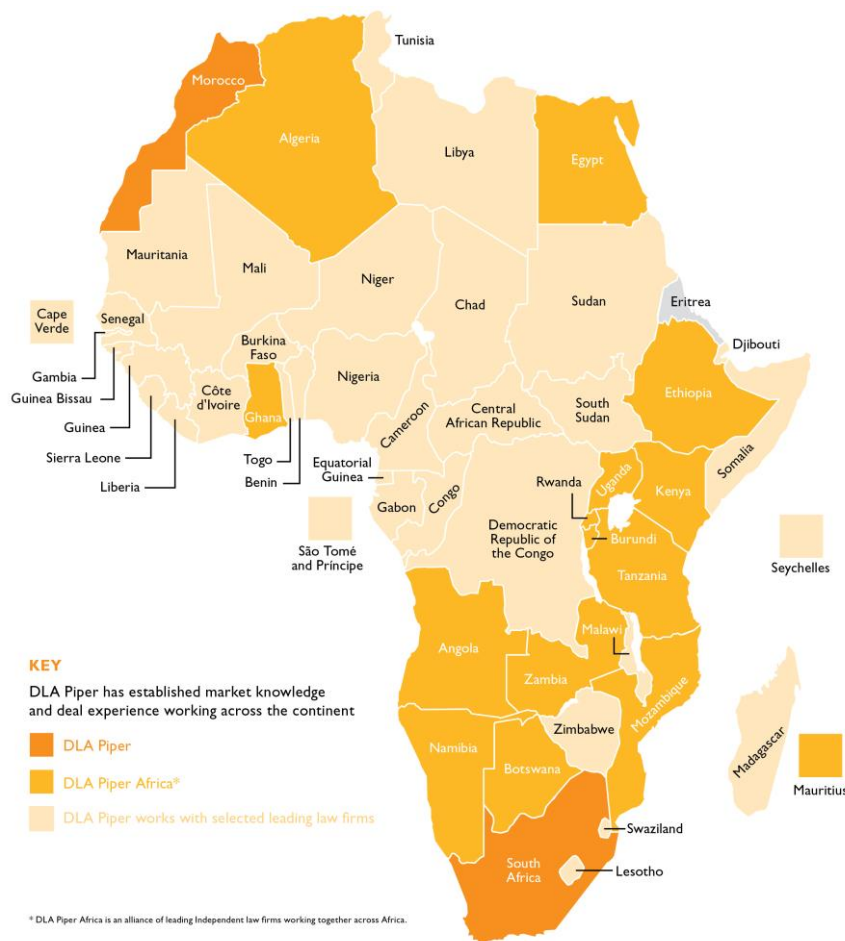 Tunisia
Morocco
Algeria
Libya
Egypt
Mauritania
Mali
Niger
Chad
Sudan
Eritrea
Cape
Verde
Senegal
Djibouti
Burkina
Faso
Gambia
Guinea Bissau
Côte
d'Ivoire
Ghana
Nigeria
Cameroon
Central
African Republic
South
Sudan
Ethiopia
Somalia
Guinea
Sierra Leone
Liberia
Togo
Benin
Equatorial
Guinea
Gabon
Congo
Rwanda
Uganda
Kenya
Democratic
Republic of
the Congo
Burundi
São Tomé
and Príncipe
Tanzania
Seychelles
Angola
Malawi
Zambia
Mozambique
Zimbabwe
Madagascar
Namibia
Botswana
Mauritius
Swaziland
South
Africa
Lesotho
KEY
DLA Piper has established market knowledge
and deal experience working across the continent
DLA Piper
DLA Piper Africa*
DLA Piper works with selected leading law firms
* DLA Piper Africa is an alliance of leading Independent law firms working together across Africa.